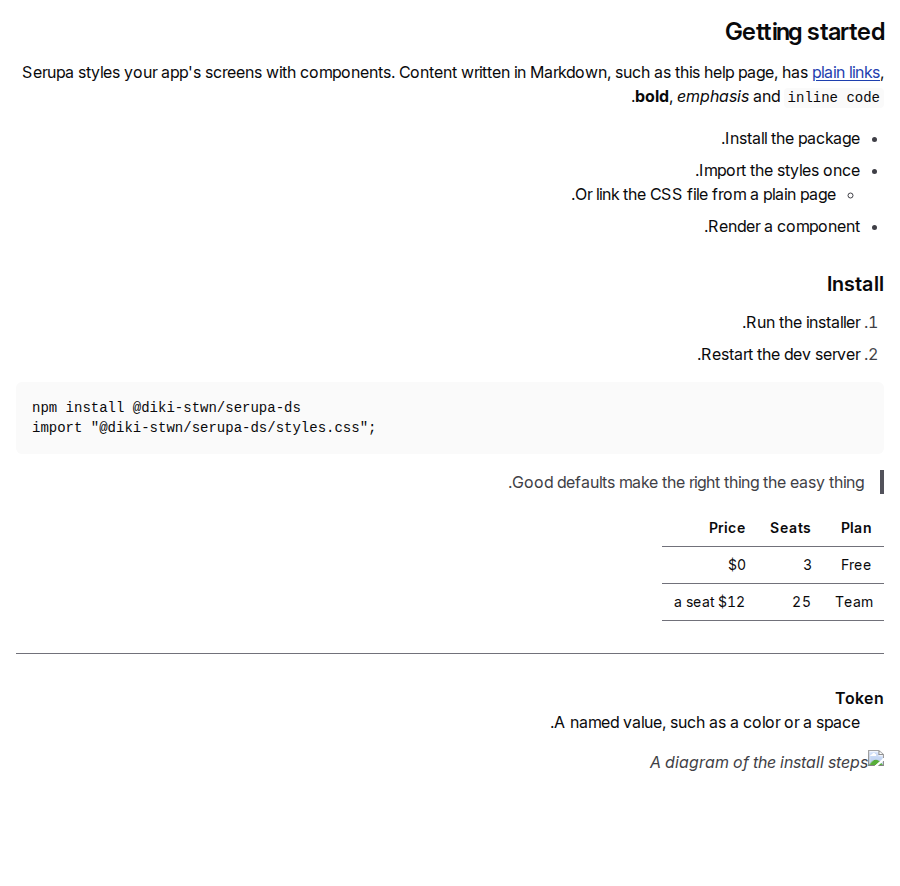 Getting started
Serupa styles your app's screens with components. Content written in Markdown, such as this help page, has plain links,
bold, emphasis and inline code.
Install the package.
Import the styles once.
Or link the CSS file from a plain page.
Render a component.
Install
1. Run the installer.
2. Restart the dev server.
npm install @diki-stwn/serupa-ds
import "@diki-stwn/serupa-ds/styles.css";
Good defaults make the right thing the easy thing.
Plan Seats Price
Free 3 $0
Team 25 $12 a seat
Token
A named value, such as a color or a space.
A diagram of the install steps